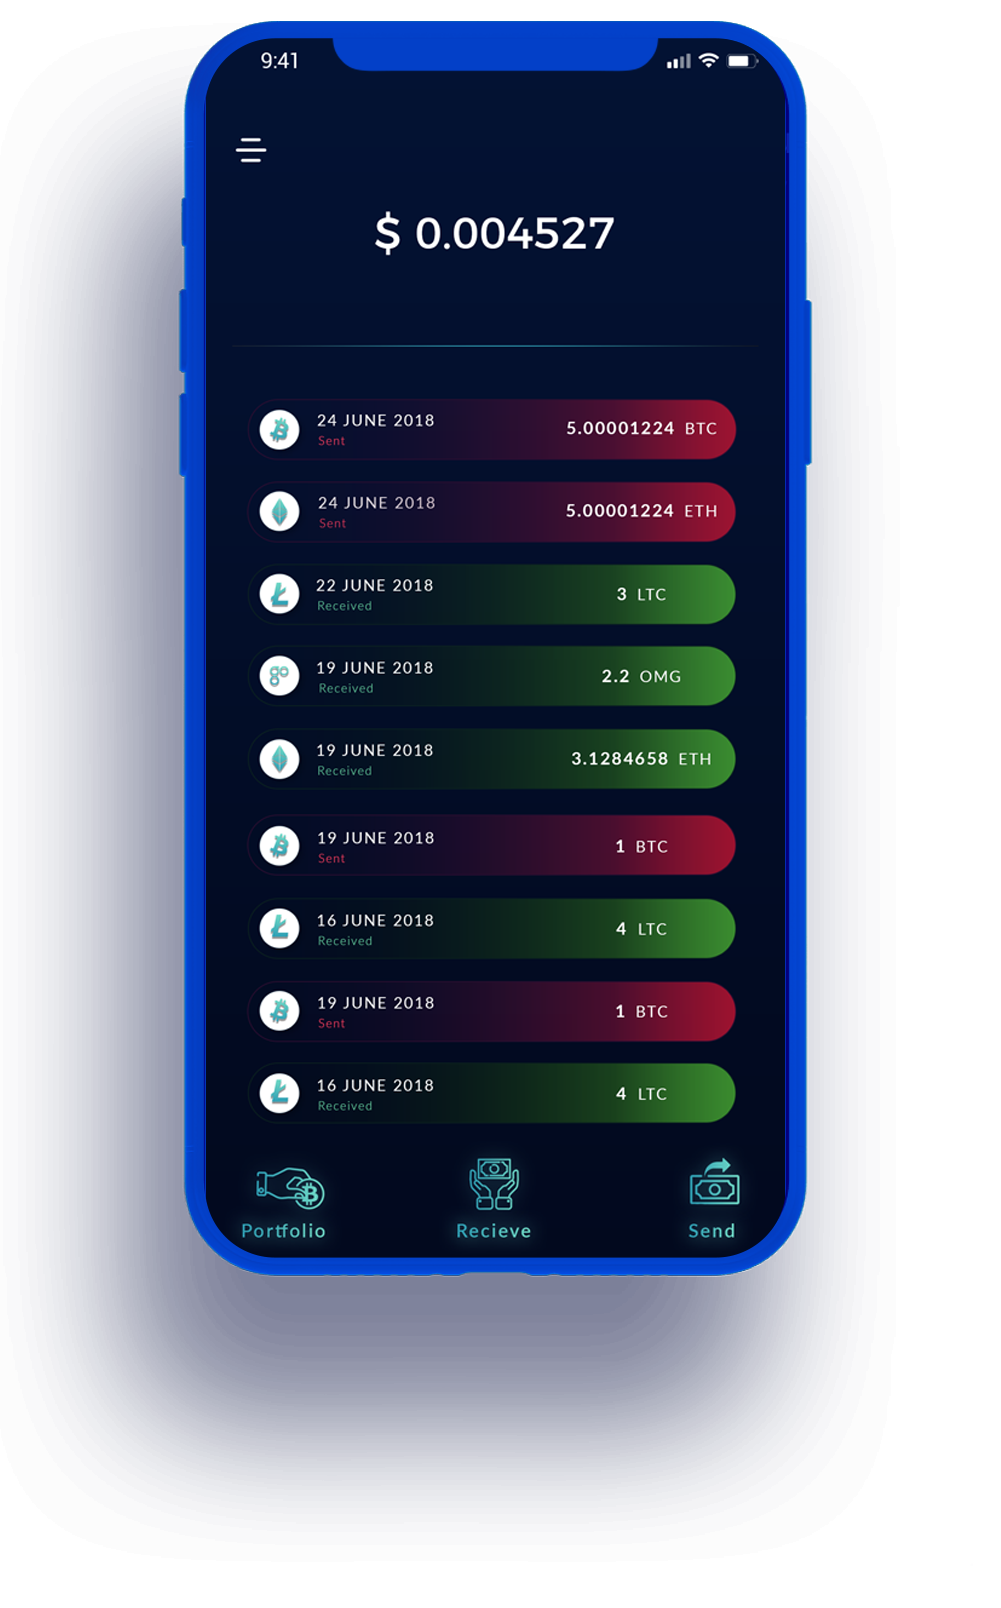 9:41
$ 0.004527
24 JUNE 2018
Sent
5.00001224 BTC
24 JUNE 2018
Sent
5.00001224 ETH
22 JUNE 2018
Received
3 LTC
19 JUNE 2018
Received
2.2 OMG
19 JUNE 2018
Received
3.1284658 ETH
19 JUNE 2018
Sent
1 BTC
16 JUNE 2018
Received
4 LTC
19 JUNE 2018
Sent
1 BTC
16 JUNE 2018
Received
4 LTC
Portfolio
Recieve
Send